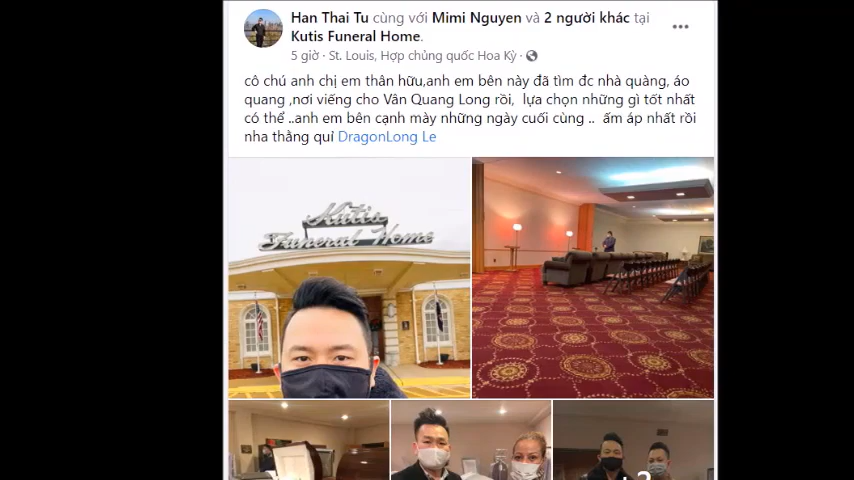 Han Thai Tu cùng với Mimi Nguyen và 2 người khác tại
Kutis Funeral Home.
5 giờ · St. Louis, Hợp chủng quốc Hoa Kỳ ·
cô chú anh chị em thân hữu,anh em bên này đã tìm đc nhà quàng, áo
quang ,nơi viếng cho Vân Quang Long rồi, lựa chọn những gì tốt nhất
có thể ..anh em bên cạnh mày những ngày cuối cùng .. ấm áp nhất rồi
nha thằng quỉ DragonLong Le
Kutis
Funeral Home